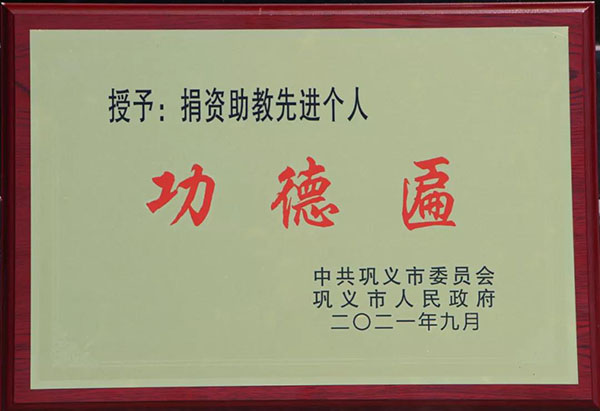 授予：捐资助教先进个人
功德匾
中共巩义市委员会
巩义市人民政府
二〇二一年九月